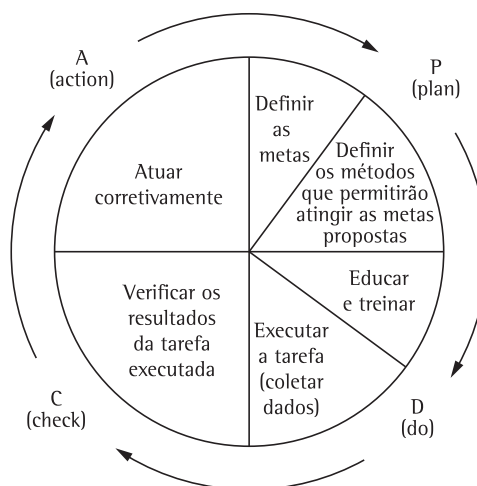 A
(action)
P
(plan)
Definir
as
metas
Definir
os métodos
que permitirão
atingir as metas
propostas
Atuar
corretivamente
Educar
e treinar
Verificar os
resultados
da tarefa
executada
Executar
a tarefa
(coletar
dados)
C
(check)
D
(do)